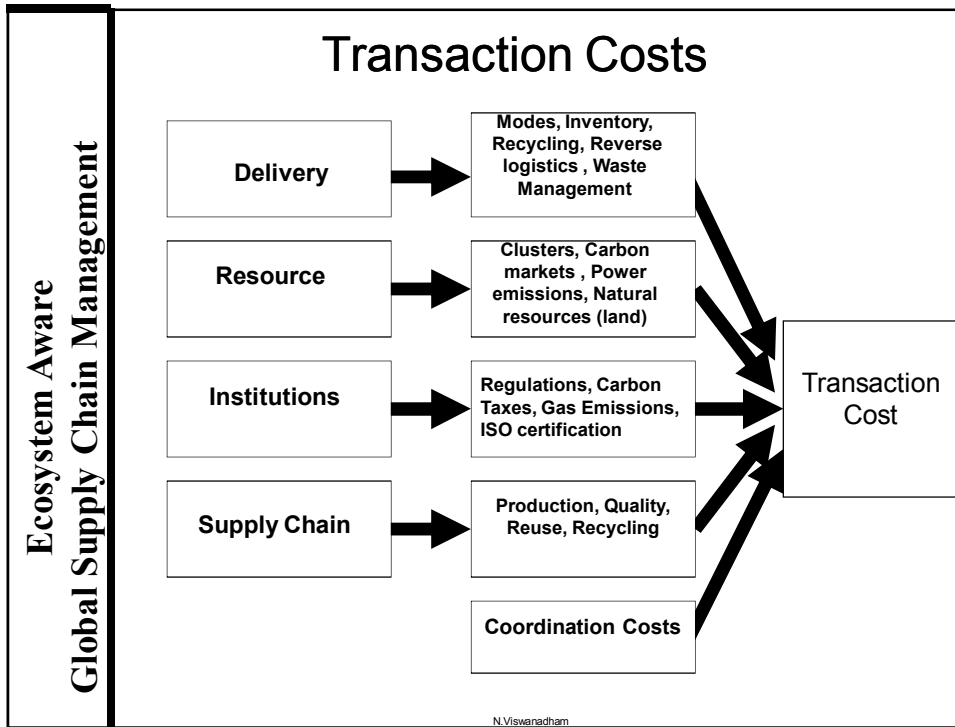 Ecosystem Aware
Global Supply Chain Management
Transaction Costs
Delivery
Modes, Inventory,
Recycling, Reverse
logistics , Waste
Management
Resource
Clusters, Carbon
markets , Power
emissions, Natural
resources (land)
Institutions
Regulations, Carbon
Taxes, Gas Emissions,
ISO certification
Supply Chain
Production, Quality,
Reuse, Recycling
Coordination Costs
Transaction
Cost
N.Viswanadham